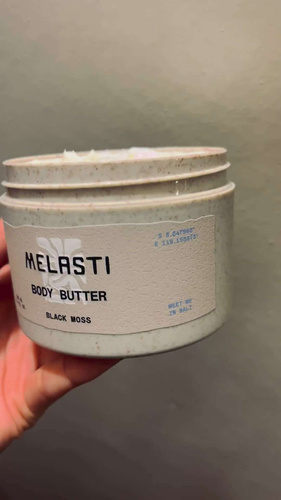 MELASTI
BODY BUTTER
BLACK MOSS
MEET ME
IN BALI